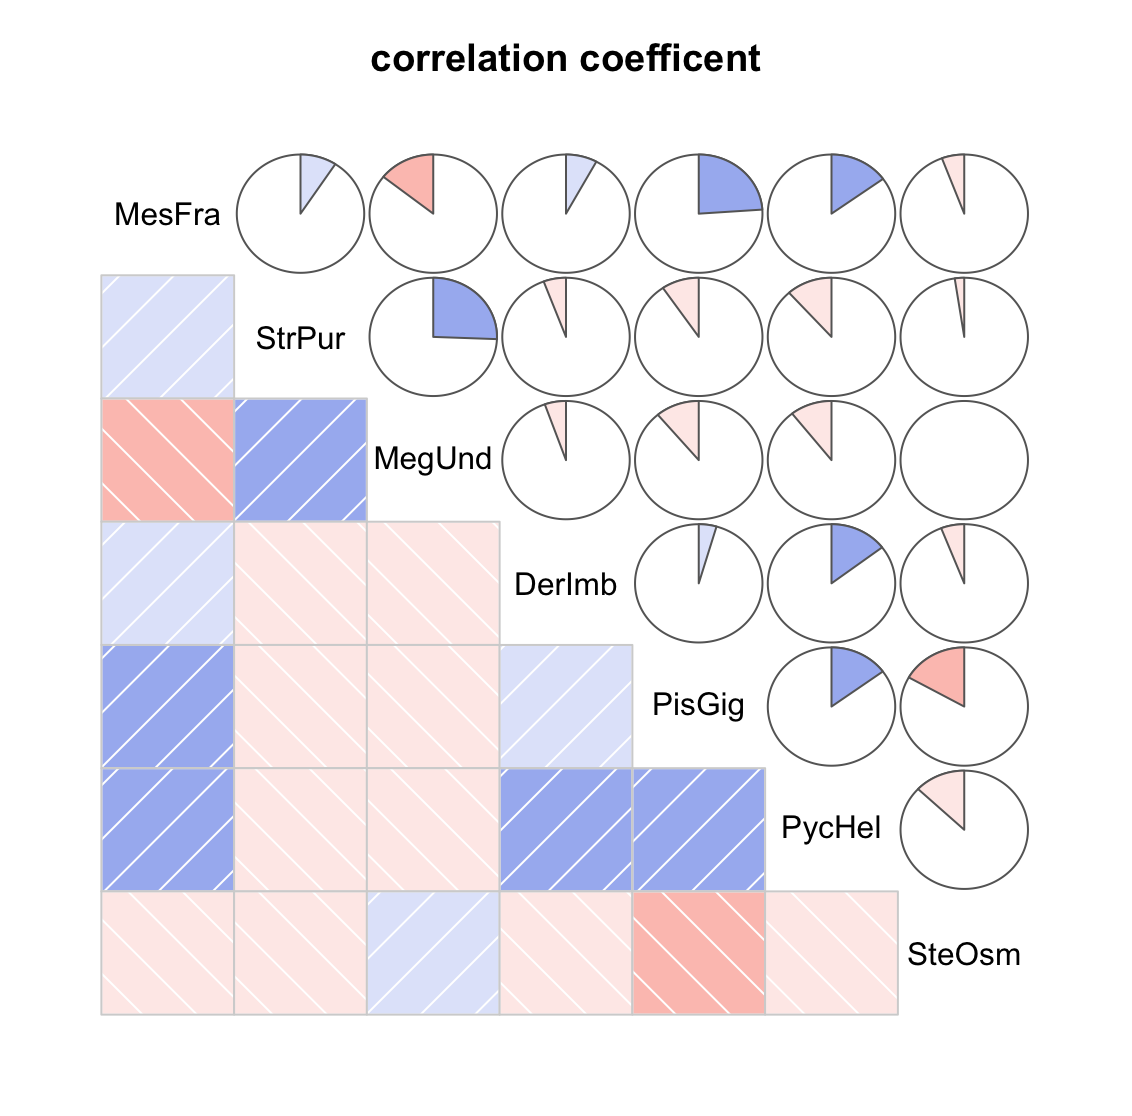 correlation coefficent
MesFra
StrPur
MegUnd
DerImb
PisGig
PycHel
SteOsm